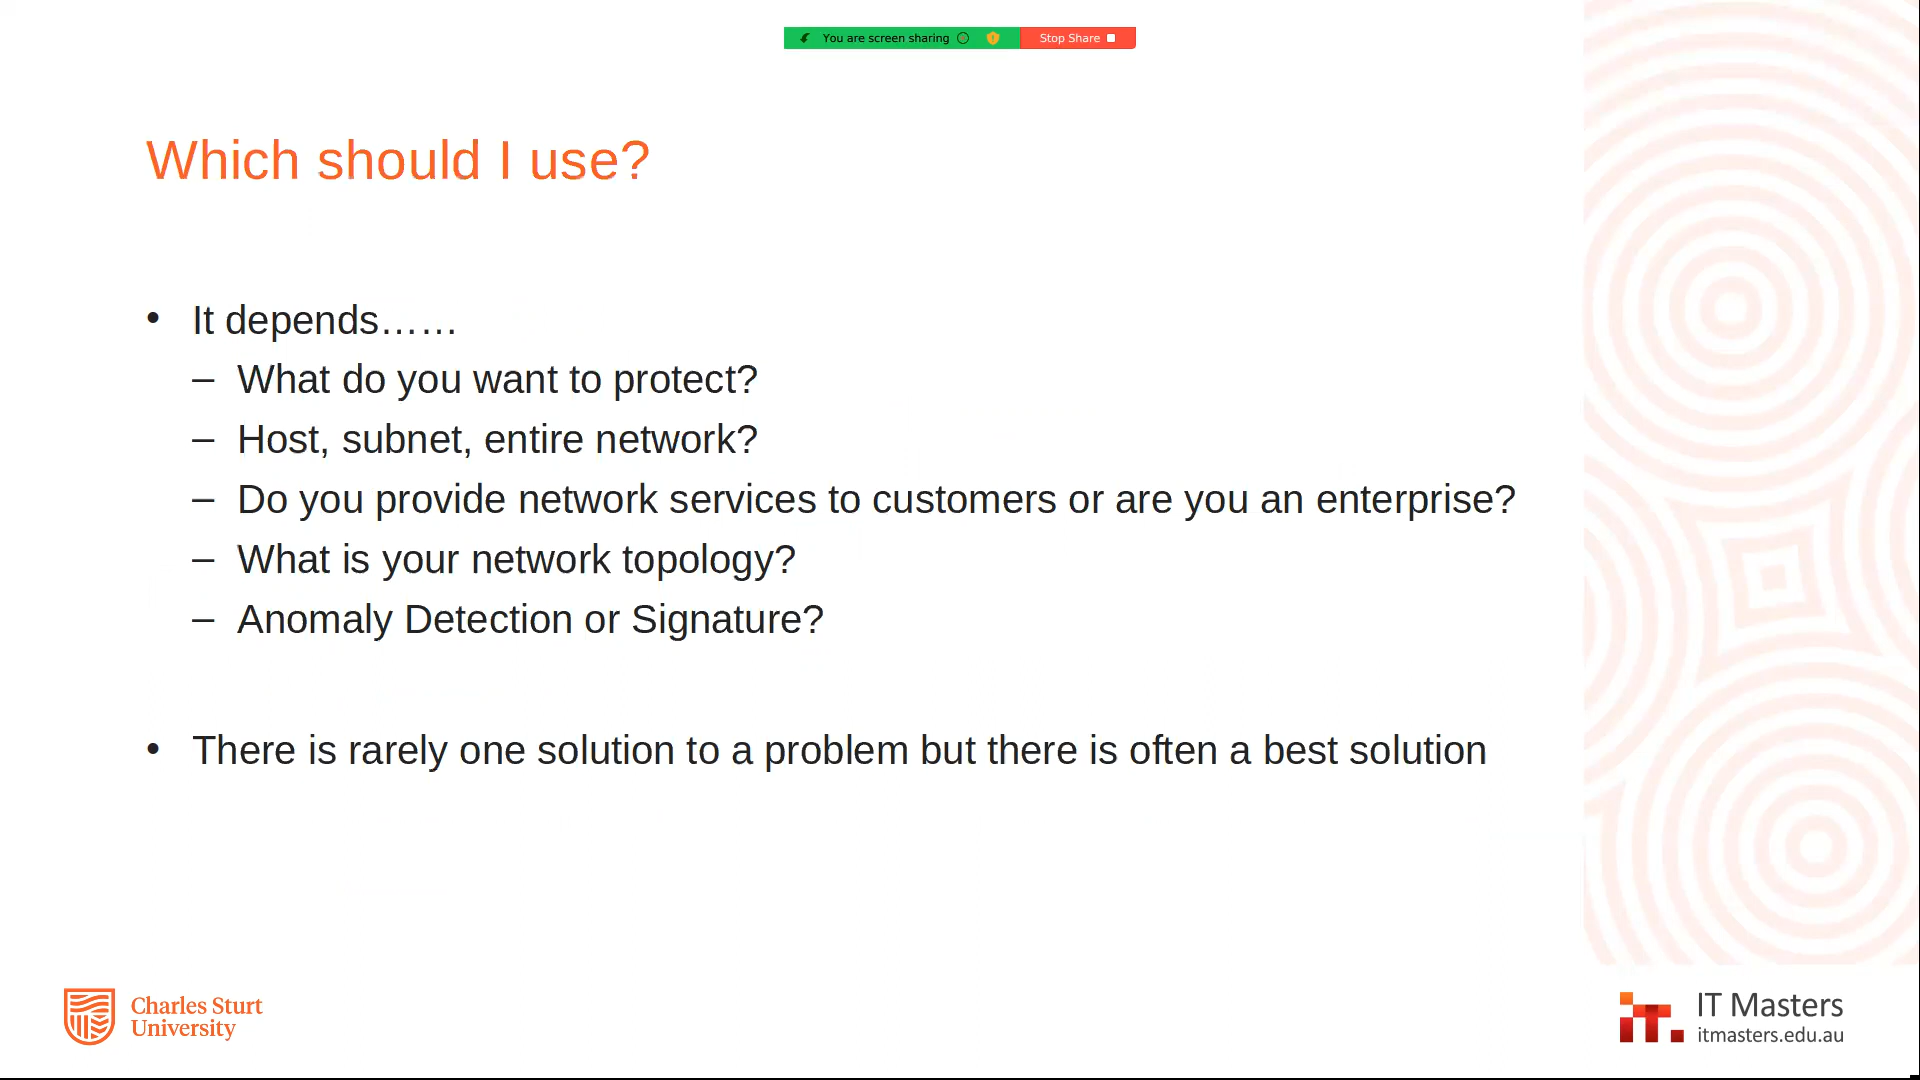 You are screen sharing
Stop Share
Which should I use?
• It depends……
– What do you want to protect?
– Host, subnet, entire network?
– Do you provide network services to customers or are you an enterprise?
– What is your network topology?
– Anomaly Detection or Signature?
• There is rarely one solution to a problem but there is often a best solution
Charles Sturt
University
it.
IT Masters
itmasters.edu.au